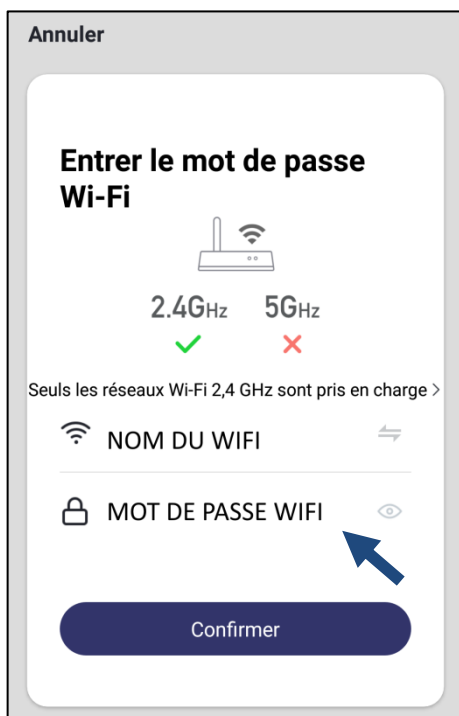 Annuler
Entrer le mot de passe
Wi-Fi
2.4GHz 5GHz
Seuls les réseaux Wi-Fi 2,4 GHz sont pris en charge >
NOM DU WIFI
MOT DE PASSE WIFI
Confirmer